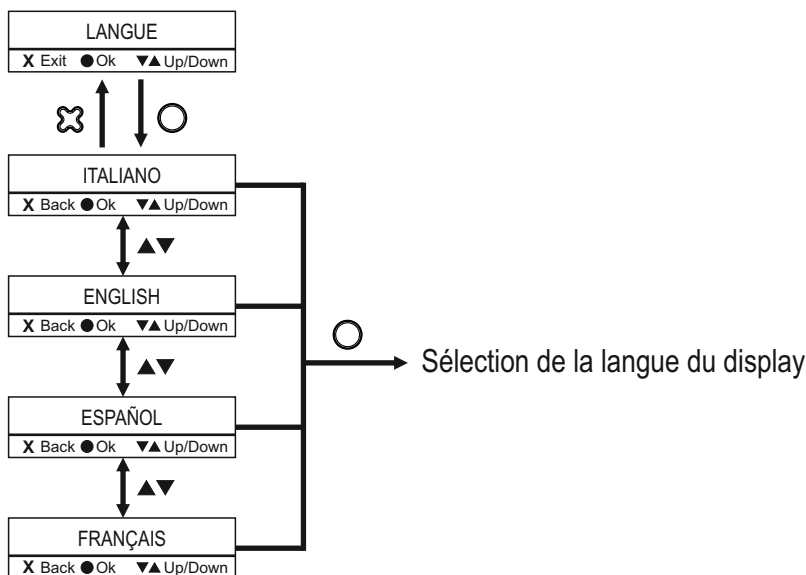 LANGUE
X Exit ●Ok ▼▲Up/Down
ITALIANO
X Back ●Ok ▼▲Up/Down
ENGLISH
X Back ●Ok ▼▲Up/Down
Sélection de la langue du display
ESPAÑOL
X Back ●Ok ▼▲Up/Down
FRANÇAIS
X Back ●Ok ▼▲Up/Down